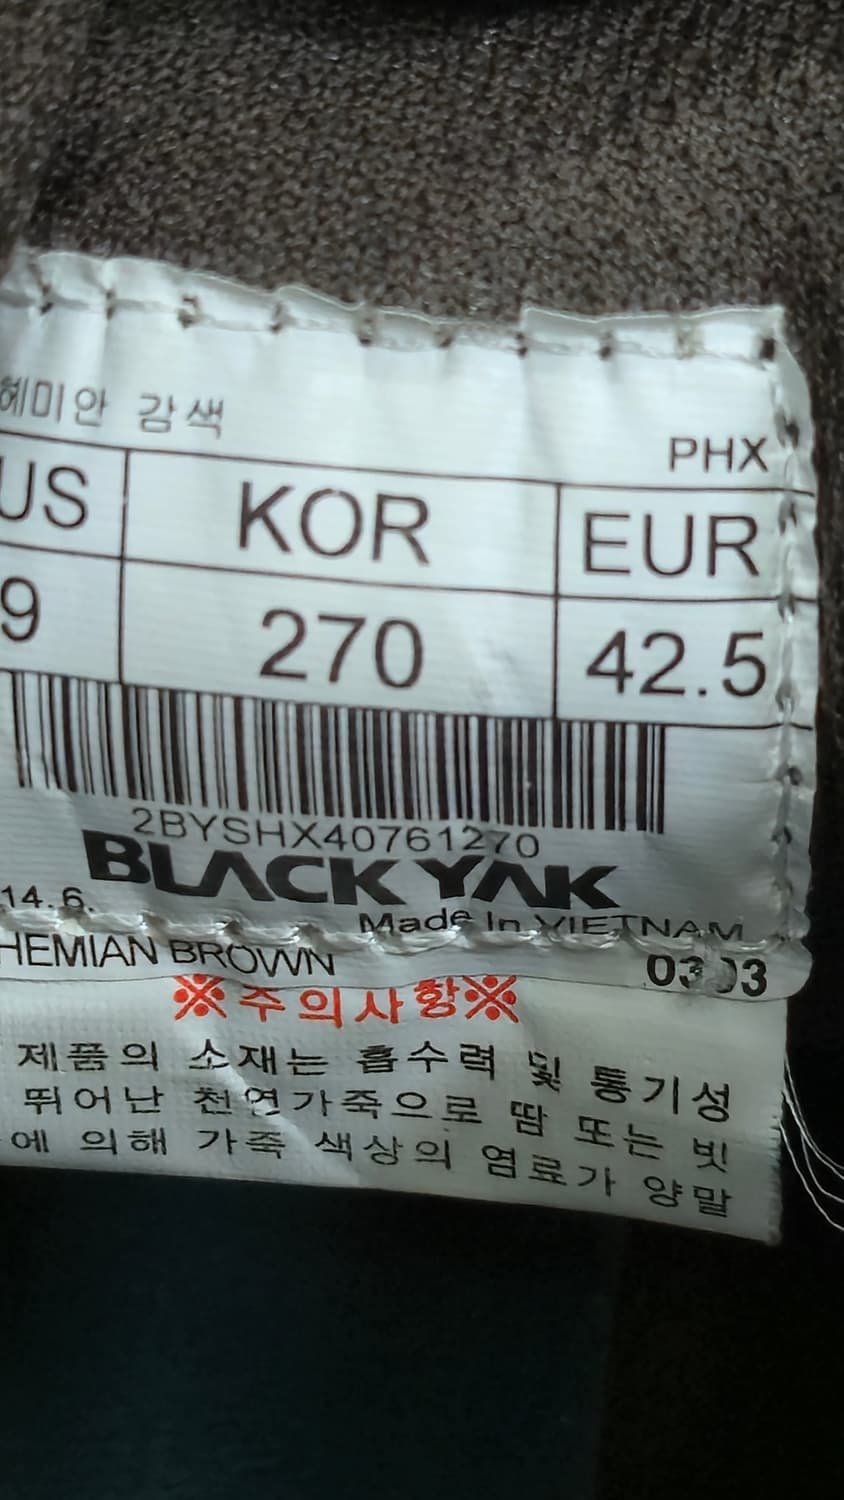 헤미안 감색
PHX
US KOR EUR
9 270 42.5
2BYSHX40761270
BLACKYAK
14.6.
Made In VIETNAM
HEMIAN BROWN
※주의사항※
제품의 소재는 흡수력 및 통기성
뛰어난 천연가죽으로 땀 또는 빗
에 의해 가죽 색상의 염료가 양말